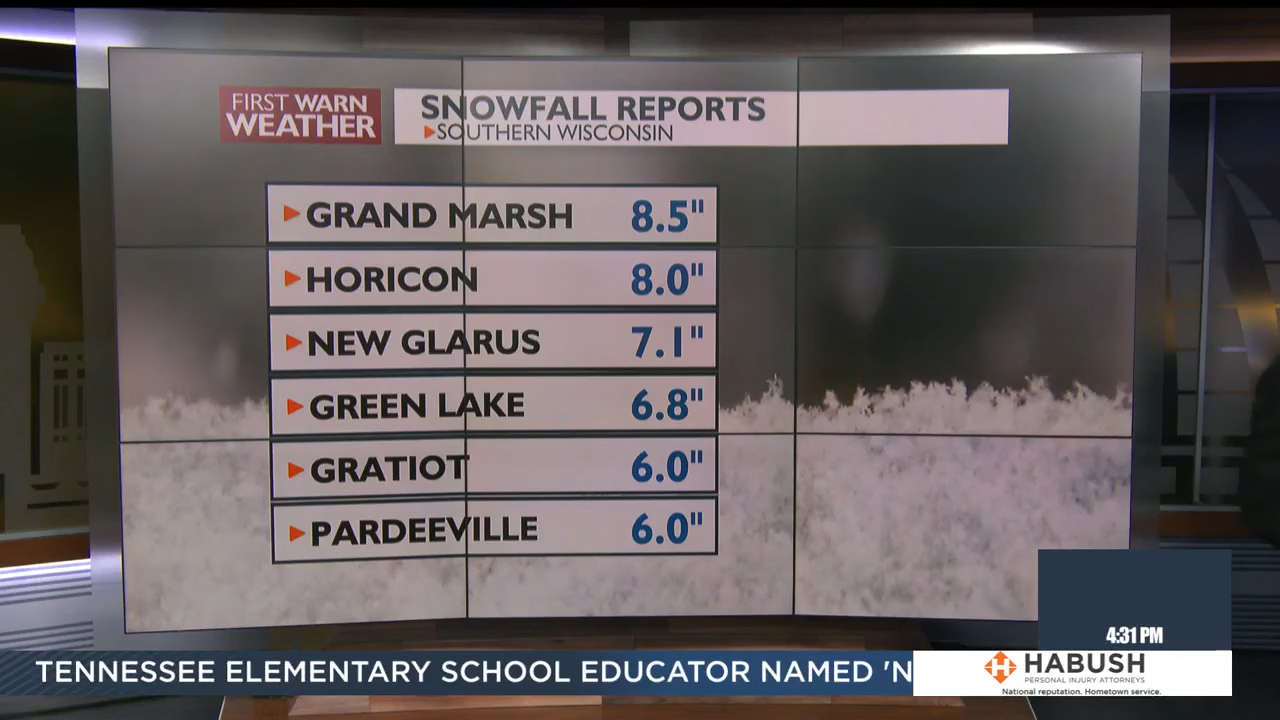 FIRST WARN
WEATHER
SNOWFALL REPORTS
SOUTHERN WISCONSIN
GRAND MARSH 8.5"
HORICON 8.0"
NEW GLARUS 7.1"
GREEN LAKE 6.8"
GRATIOT 6.0"
PARDEEVILLE 6.0"
4:31 PM
TENNESSEE ELEMENTARY SCHOOL EDUCATOR NAMED 'N
HABUSH
PERSONAL INJURY ATTORNEYS
National reputation. Hometown service.